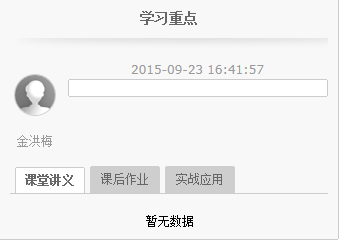 学习重点
2015-09-23 16:41:57
金洪梅
课堂讲义 课后作业 实战应用
暂无数据